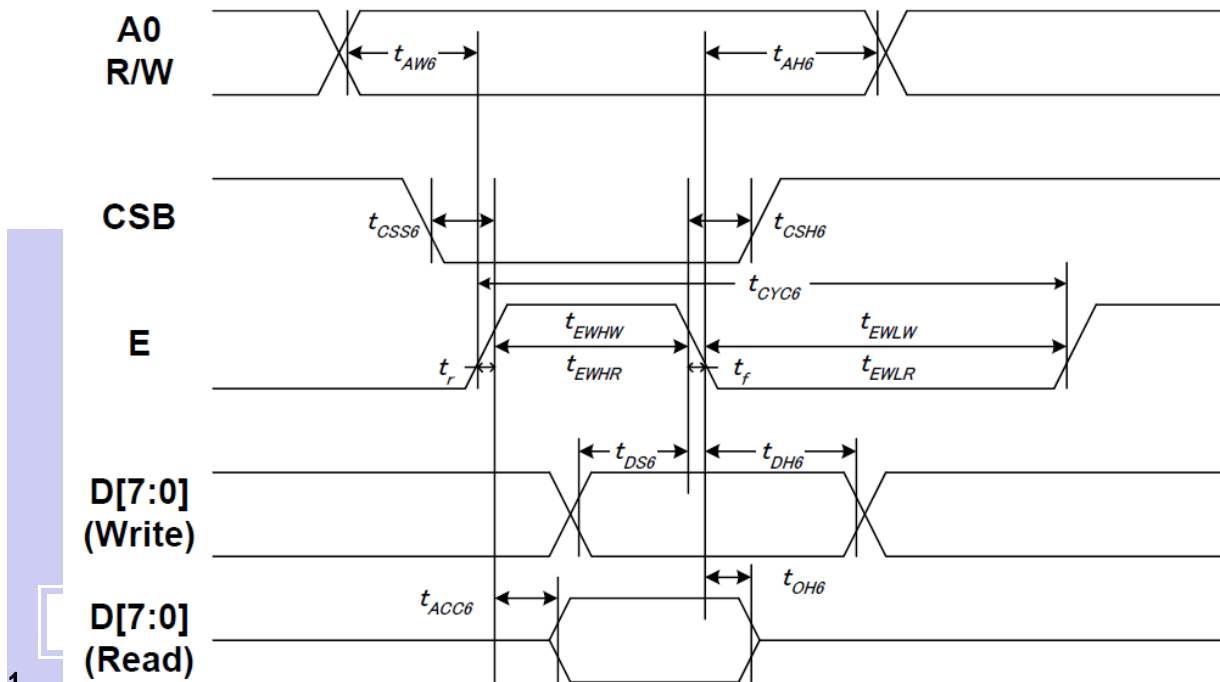 A0
R/W
tAW6
tAH6
CSB
tCSS6
tCSH6
tCYC6
E
tEWHW
tEWLW
tr
tEWHR
tf
tEWLR
tDS6
tDH6
D[7:0]
(Write)
tOH6
tACC6
D[7:0]
(Read)
1